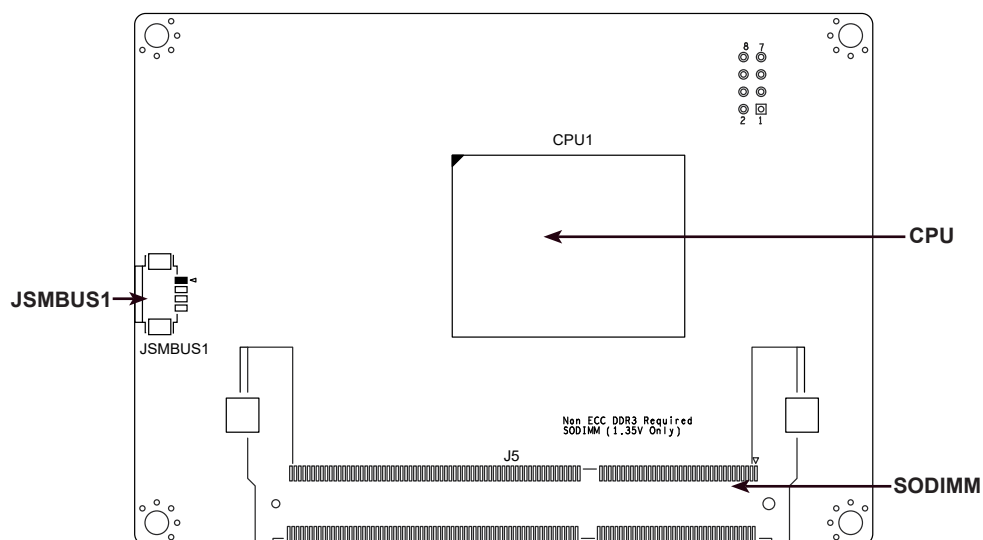 8 7
2 1
CPU1
CPU
JSMBUS1
JSMBUS1
Non ECC DDR3 Required
SODIMM (1.35V Only)
J5
SODIMM